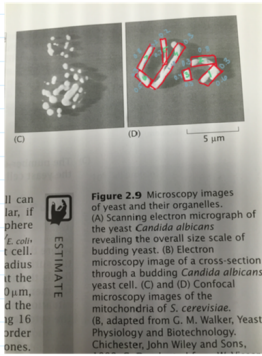 (C)
(D)
5 µm
ll can
lar, if
phere
E. coli,
t cell.
adius
at the
0µm,
d the
ng 16
order
ones.
ESTIMATE
Figure 2.9 Microscopy images
of yeast and their organelles.
(A) Scanning electron micrograph of
the yeast Candida albicans
revealing the overall size scale of
budding yeast. (B) Electron
microscopy image of a cross-section
through a budding Candida albicans
yeast cell. (C) and (D) Confocal
microscopy images of the
mitochondria of S. cerevisiae.
(B, adapted from G. M. Walker, Yeast
Physiology and Biotechnology.
Chichester, John Wiley and Sons,